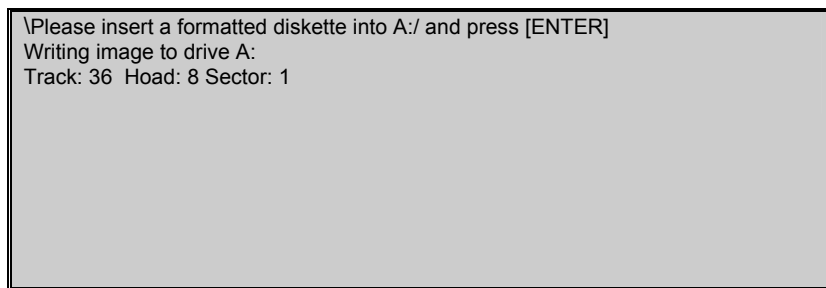 \Please insert a formatted diskette into A:/ and press [ENTER]
Writing image to drive A:
Track: 36  Hoad: 8 Sector: 1